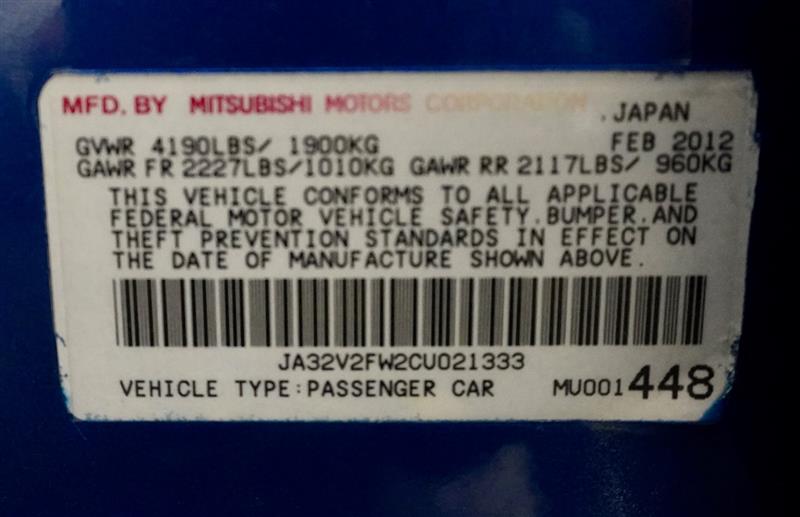 MFD. BY MITSUBISHI MOTORS CORPORATION
, JAPAN
GVWR 4190LBS/ 1900KG FEB 2012
GAWR FR 2227LBS/1010KG GAWR RR 2117LBS/ 960KG
THIS VEHICLE CONFORMS TO ALL APPLICABLE
FEDERAL MOTOR VEHICLE SAFETY.BUMPER.AND
THEFT PREVENTION STANDARDS IN EFFECT ON
THE DATE OF MANUFACTURE SHOWN ABOVE.
JA32V2FW2CU021333
VEHICLE TYPE:PASSENGER CAR MU001448